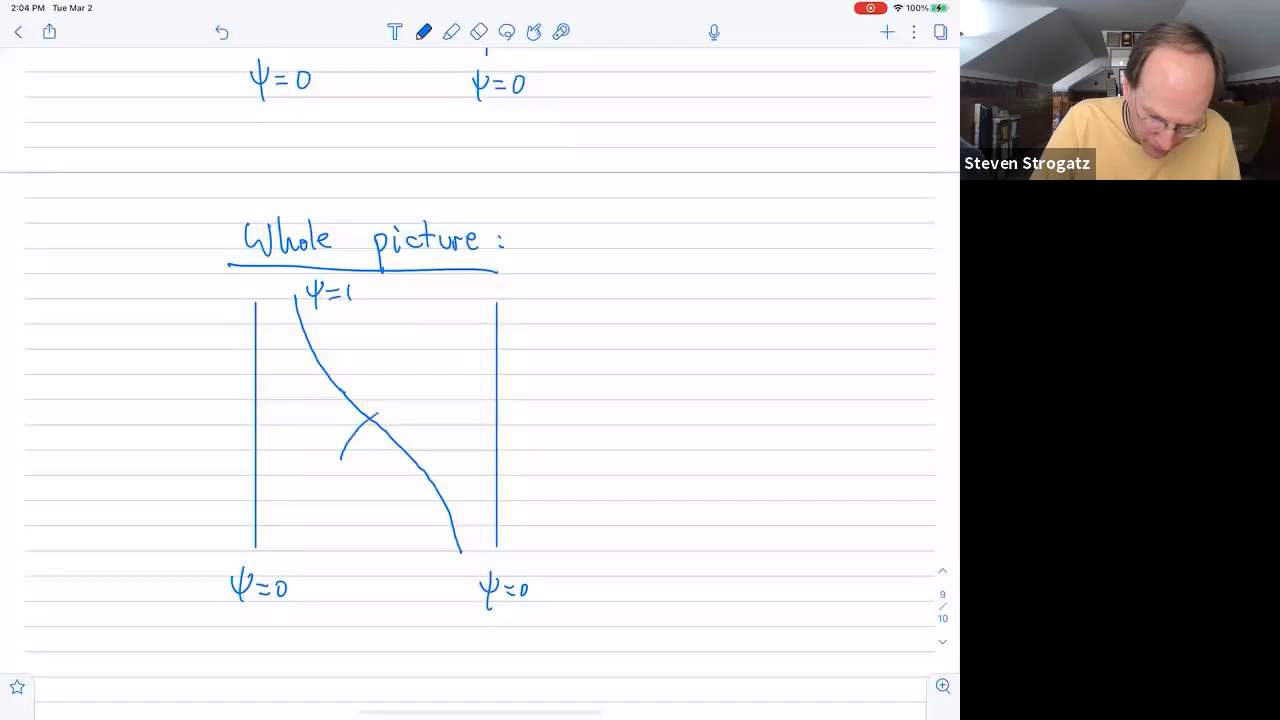 2:04 PM Tue Mar 2
100%
Ψ=0 Ψ=0
Whole picture:
Ψ=1
Ψ=0 Ψ=0
9
/
10
Steven Strogatz